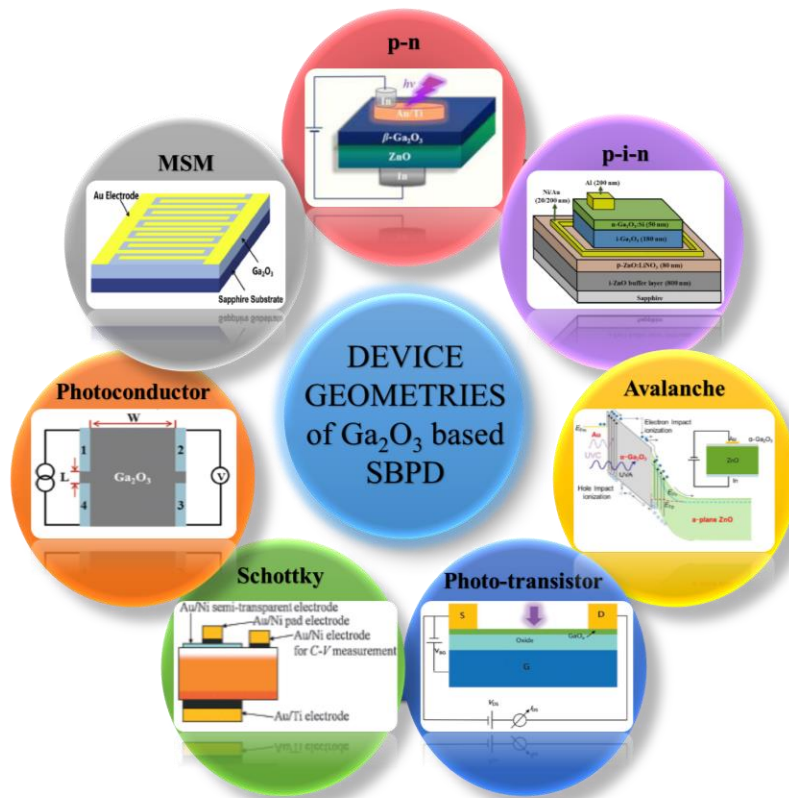 p-n
hν
In
Au/Ti
β-Ga₂O₃
ZnO
In
p-i-n
Al (200 nm)
Ni/Au
(20/200 nm)
n-Ga₂O₃:Si (50 nm)
i-Ga₂O₃ (100 nm)
p-ZnO:LiNO₃ (80 nm)
i-ZnO buffer layer (800 nm)
Sapphire
MSM
Au Electrode
Ga₂O₃
Sapphire Substrate
DEVICE
GEOMETRIES
of Ga₂O₃ based
SBPD
Photoconductor
W
1
2
L
Ga₂O₃
V
4
3
Avalanche
Electron Impact
ionization
Au
UVC
α-Ga₂O₃
UVA
Hole Impact
ionization
a-plane ZnO
Au
α-Ga₂O₃
ZnO
In
Schottky
Au/Ni semi-transparent electrode
Au/Ni pad electrode
Au/Ni electrode
for C-V measurement
Au/Ti electrode
Photo-transistor
S
D
GaOₓ
Oxide
G